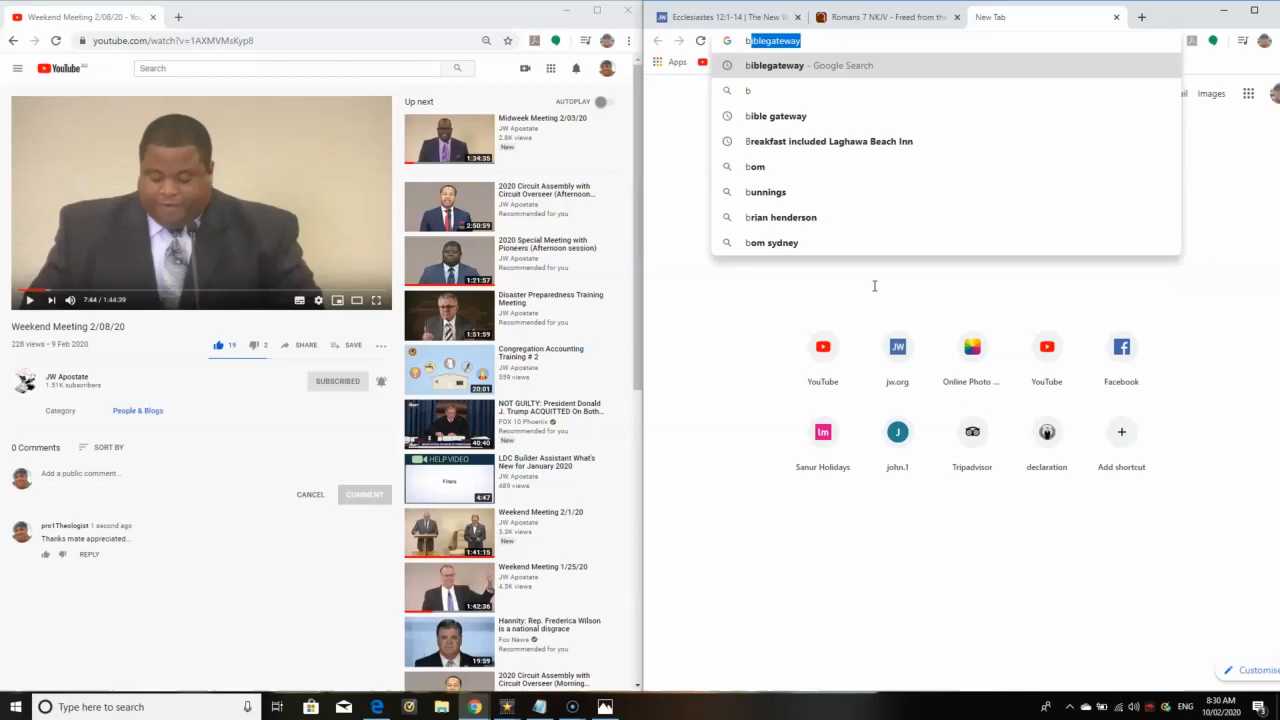 Weekend Meeting 2/08/20 - You
Ecclesiastes 12:1-14 | The New W
Romans 7 NKJV - Freed from the
New Tab
youtube.com/watch?v=1AXMVMsKyp8
biblegateway
Apps
YouTube AU
Search
biblegateway - Google Search
b
bible gateway
Breakfast included Laghawa Beach Inn
bom
bunnings
brian henderson
bom sydney
ail
Images
Up next
AUTOPLAY
Midweek Meeting 2/03/20
JW Apostate
2.8K views
New
1:34:35
2020 Circuit Assembly with
Circuit Overseer (Afternoon...
JW Apostate
Recommended for you
2:50:59
2020 Special Meeting with
Pioneers (Afternoon session)
JW Apostate
Recommended for you
1:21:57
Disaster Preparedness Training
Meeting
JW Apostate
Recommended for you
1:51:59
Congregation Accounting
Training # 2
JW Apostate
559 views
20:01
NOT GUILTY: President Donald
J. Trump ACQUITTED On Both...
FOX 10 Phoenix
Recommended for you
New
40:40
HELP VIDEO
Filters
LDC Builder Assistant What's
New for January 2020
JW Apostate
489 views
4:47
Weekend Meeting 2/1/20
JW Apostate
3.3K views
New
1:41:15
Weekend Meeting 1/25/20
JW Apostate
4.5K views
1:42:36
Hannity: Rep. Frederica Wilson
is a national disgrace
Fox News
Recommended for you
19:59
2020 Circuit Assembly with
Circuit Overseer (Morning...
7:44 / 1:44:39
Weekend Meeting 2/08/20
228 views • 9 Feb 2020
19
2
SHARE
SAVE
JW Apostate
1.51K subscribers
SUBSCRIBED
Category
People & Blogs
0 Comments
SORT BY
Add a public comment...
CANCEL
COMMENT
pro1Theologist 1 second ago
Thanks mate appreciated...
REPLY
YouTube
JW
jw.org
Online Photo ...
YouTube
Facebook
lm
Sanur Holidays
J
john.1
Tripadvisor
declaration
Add shortcut
Customise
Type here to search
ENG
8:30 AM
10/02/2020
3